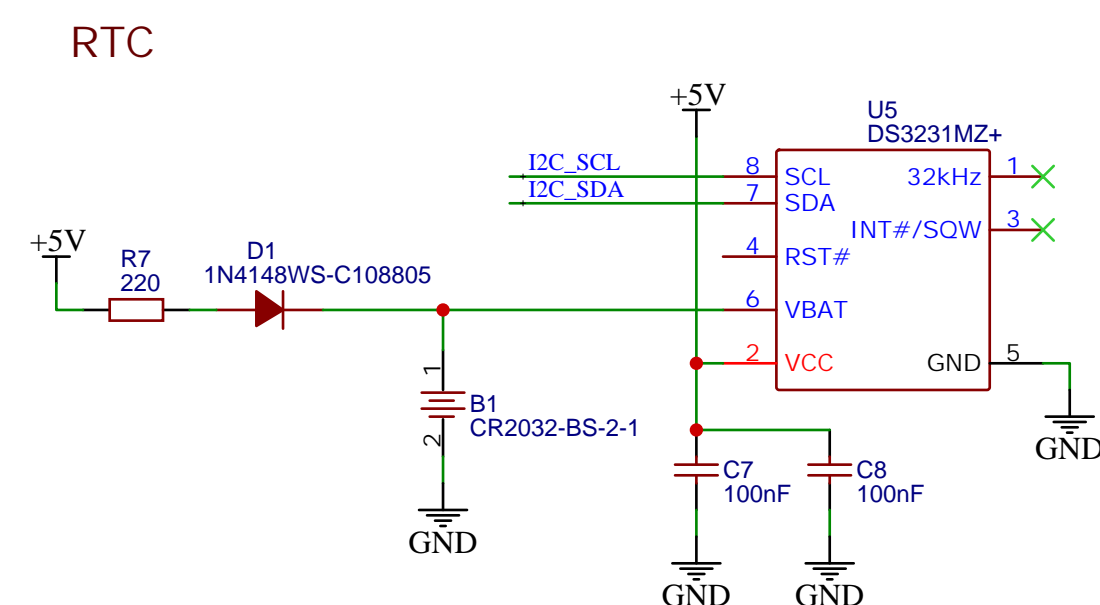 RTC
+5V
U5
DS3231MZ+
I2C_SCL
8
SCL
32kHz
1
I2C_SDA
7
SDA
INT#/SQW
3
+5V
R7
220
D1
1N4148WS-C108805
4
RST#
6
VBAT
2
VCC
GND
5
1
B1
CR2032-BS-2-1
2
GND
GND
C7
100nF
C8
100nF
GND
GND